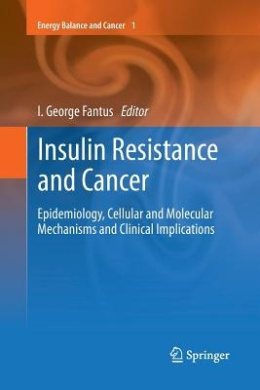 Energy Balance and Cancer 1
I. George Fantus Editor
Insulin Resistance
and Cancer
Epidemiology, Cellular and Molecular
Mechanisms and Clinical Implications
Springer